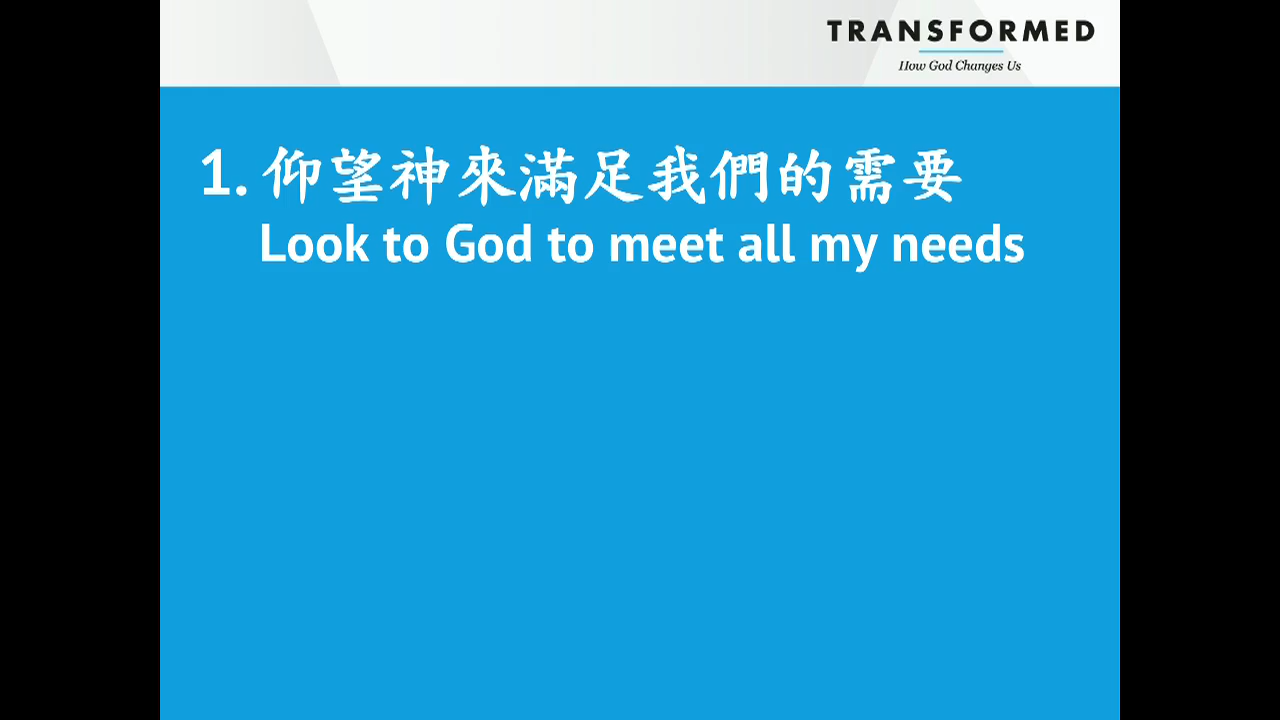 TRANSFORMED
How God Changes Us
1. 仰望神來滿足我們的需要
Look to God to meet all my needs